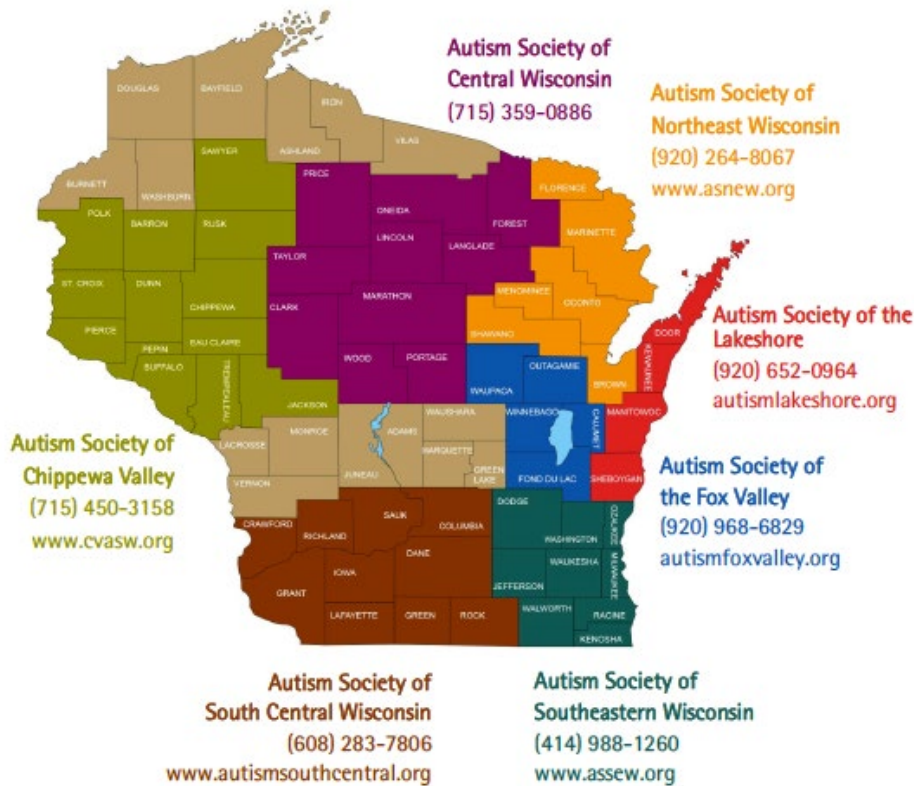 Autism Society of
Central Wisconsin
(715) 359-0886
Autism Society of
Northeast Wisconsin
(920) 264-8067
www.asnew.org
DOUGLAS
BAYFIELD
IRON
ASHLAND
VILAS
SAWYER
BURNETT
WASHBURN
PRICE
FLORENCE
POLK
BARRON
RUSK
ONEIDA
FOREST
MARINETTE
LINCOLN
LANGLADE
TAYLOR
ST. CROIX
DUNN
CHIPPEWA
CLARK
MARATHON
MENOMINEE
OCONTO
SHAWANO
PIERCE
PEPIN
EAU CLAIRE
DOOR
KEWAUNEE
BUFFALO
TREMPEALEAU
WOOD
PORTAGE
WAUPACA
OUTAGAMIE
BROWN
JACKSON
MANITOWOC
LACROSSE
MONROE
ADAMS
WAUSHARA
WINNEBAGO
CALUMET
VERNON
JUNEAU
MARQUETTE
GREEN
LAKE
FOND DU LAC
SHEBOYGAN
CRAWFORD
RICHLAND
SAUK
COLUMBIA
DODGE
WASHINGTON
OZAUKEE
GRANT
IOWA
DANE
JEFFERSON
WAUKESHA
MILWAUKEE
LAFAYETTE
GREEN
ROCK
WALWORTH
RACINE
KENOSHA
Autism Society of the
Lakeshore
(920) 652-0964
autismlakeshore.org
Autism Society of
Chippewa Valley
(715) 450-3158
www.cvasw.org
Autism Society of
the Fox Valley
(920) 968-6829
autismfoxvalley.org
Autism Society of
South Central Wisconsin
(608) 283-7806
www.autismsouthcentral.org
Autism Society of
Southeastern Wisconsin
(414) 988-1260
www.assew.org